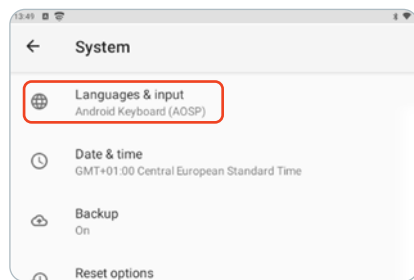 13:49
System
Languages & input
Android Keyboard (AOSP)
Date & time
GMT+01:00 Central European Standard Time
Backup
On
Reset options